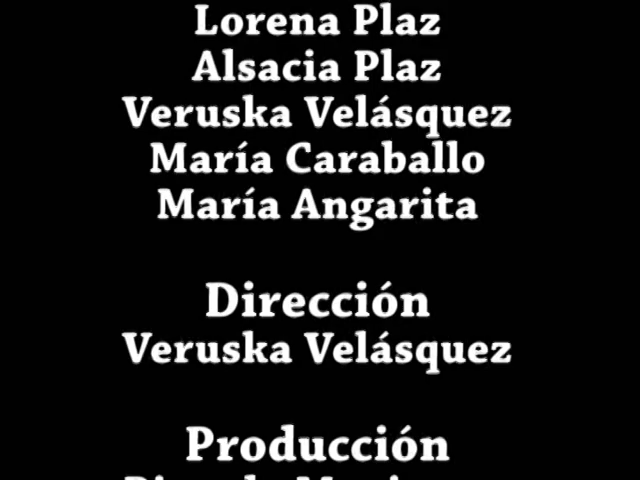 Lorena Plaz
Alsacia Plaz
Veruska Velásquez
María Caraballo
María Angarita
Dirección
Veruska Velásquez
Producción